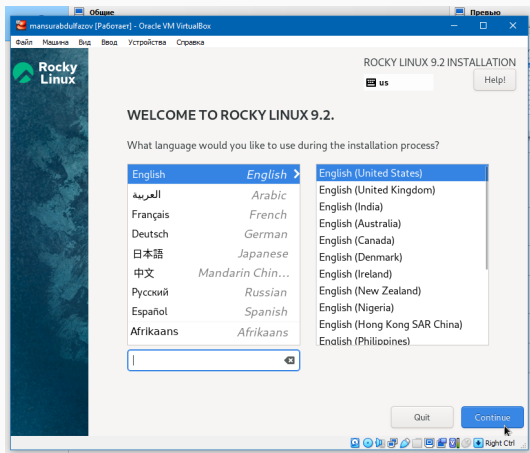 Общие
Превью
mansurabdulfazov [Работает] - Oracle VM VirtualBox
Файл Машина Вид Ввод Устройства Справка
Rocky
Linux
ROCKY LINUX 9.2 INSTALLATION
us
Help!
WELCOME TO ROCKY LINUX 9.2.
What language would you like to use during the installation process?
English English
العربية Arabic
Français French
Deutsch German
日本語 Japanese
中文 Mandarin Chin...
Русский Russian
Español Spanish
Afrikaans Afrikaans
English (United States)
English (United Kingdom)
English (India)
English (Australia)
English (Canada)
English (Denmark)
English (Ireland)
English (New Zealand)
English (Nigeria)
English (Hong Kong SAR China)
English (Philippines)
Quit
Continue
Right Ctrl